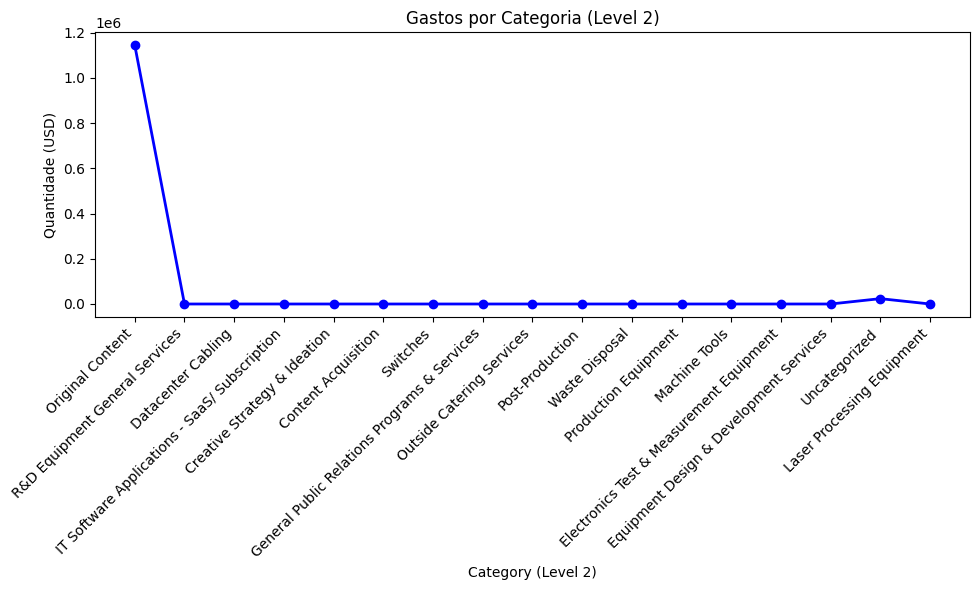 Gastos por Categoria (Level 2)
1e6
Quantidade (USD)
1.2
1.0
0.8
0.6
0.4
0.2
0.0
Original Content
R&D Equipment General Services
Datacenter Cabling
IT Software Applications - SaaS/ Subscription
Creative Strategy & Ideation
Content Acquisition
Switches
General Public Relations Programs & Services
Outside Catering Services
Post-Production
Waste Disposal
Production Equipment
Machine Tools
Electronics Test & Measurement Equipment
Equipment Design & Development Services
Uncategorized
Laser Processing Equipment
Category (Level 2)